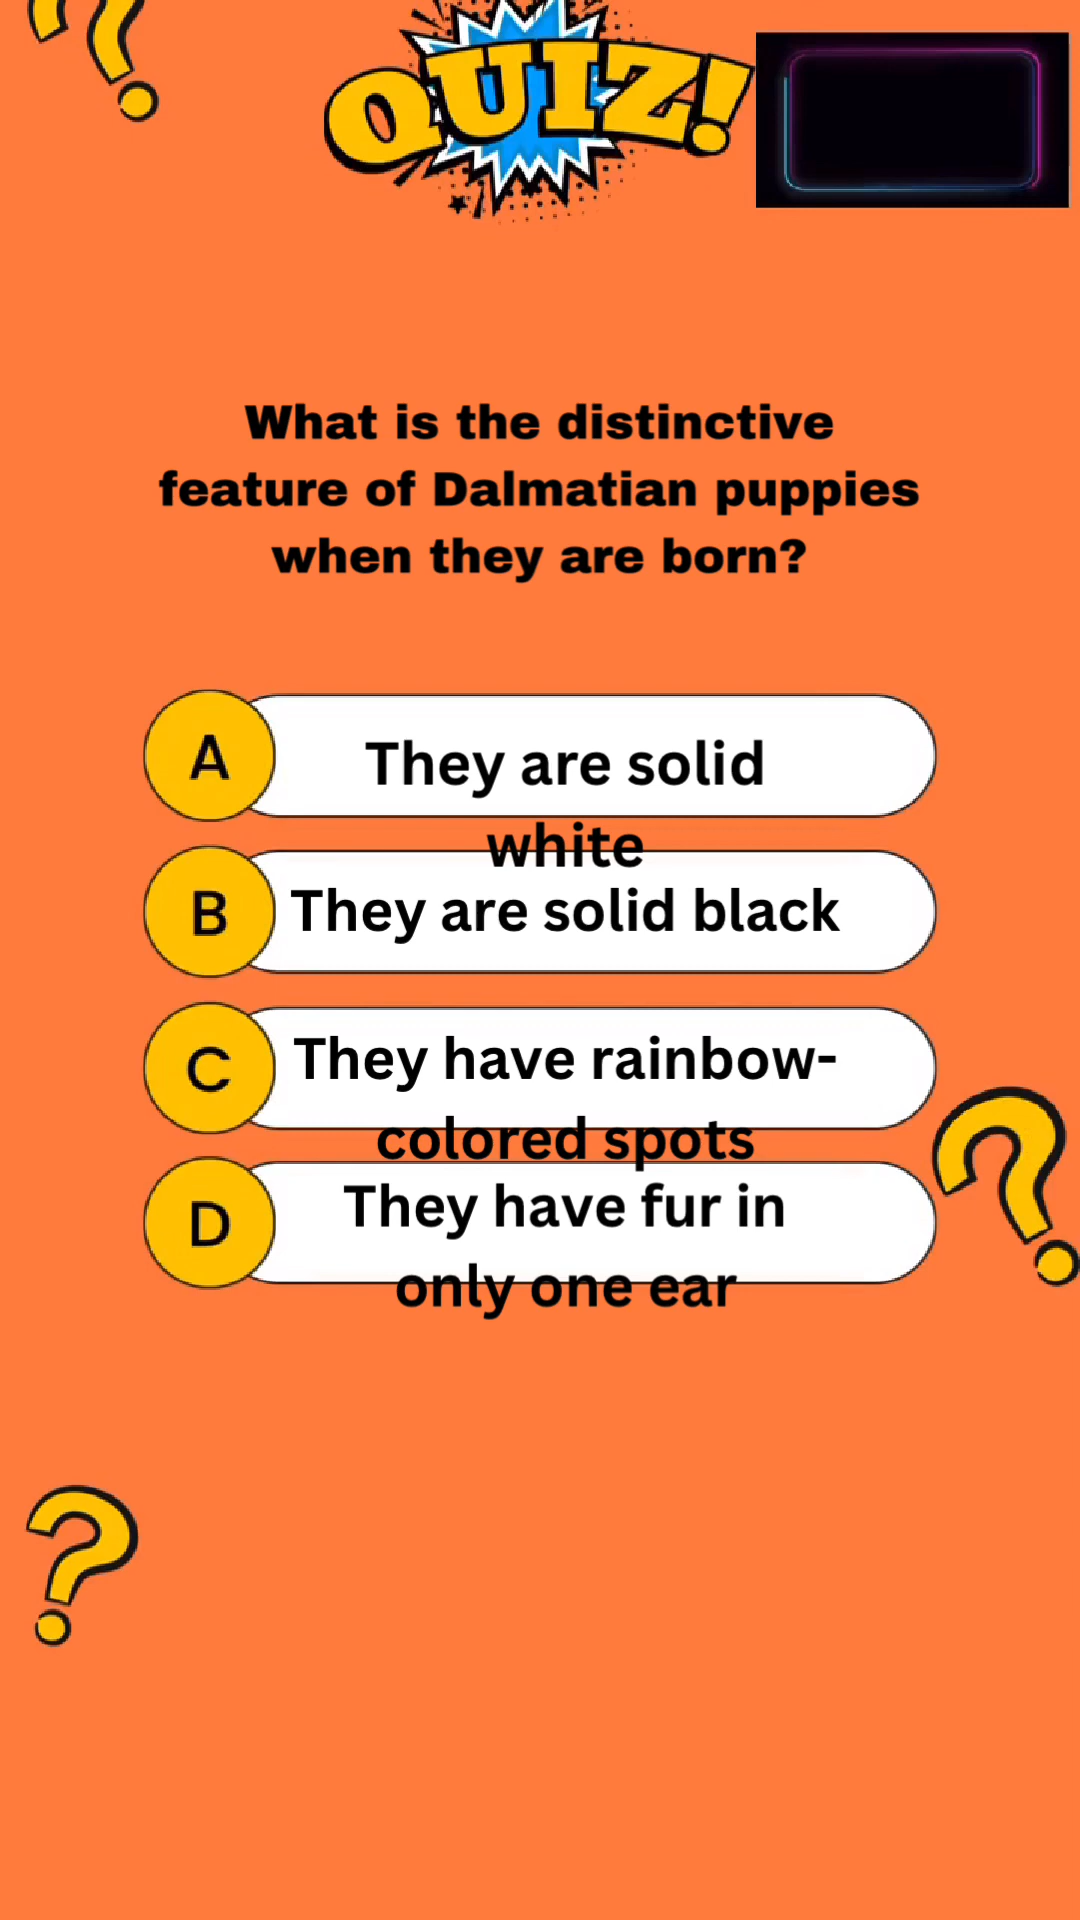 QUIZ!
What is the distinctive
feature of Dalmatian puppies
when they are born?
A
They are solid
white
B
They are solid black
C
They have rainbow-
colored spots
D
They have fur in
only one ear